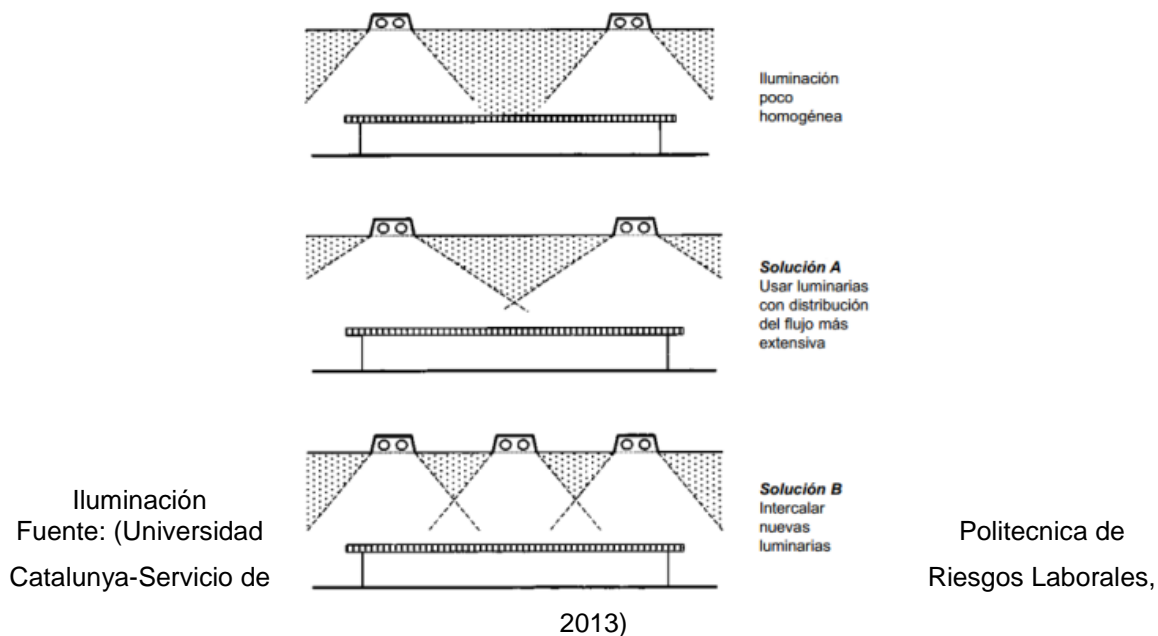 Iluminación
poco
homogénea
Solución A
Usar luminarias
con distribución
del flujo más
extensiva
Solución B
Intercalar
nuevas
luminarias
Iluminación
Fuente: (Universidad Politecnica de
Catalunya-Servicio de Riesgos Laborales,
2013)